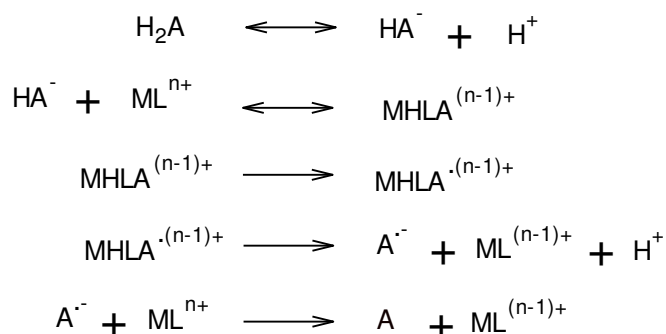 H₂A ⟷ HA⁻ + H⁺
HA⁻ + MLⁿ⁺ ⟷ MHLA⁽ⁿ⁻¹⁾⁺
MHLA⁽ⁿ⁻¹⁾⁺ ⟶ MHLA˙⁽ⁿ⁻¹⁾⁺
MHLA˙⁽ⁿ⁻¹⁾⁺ ⟶ A˙⁻ + ML⁽ⁿ⁻¹⁾⁺ + H⁺
A˙⁻ + MLⁿ⁺ ⟶ A + ML⁽ⁿ⁻¹⁾⁺